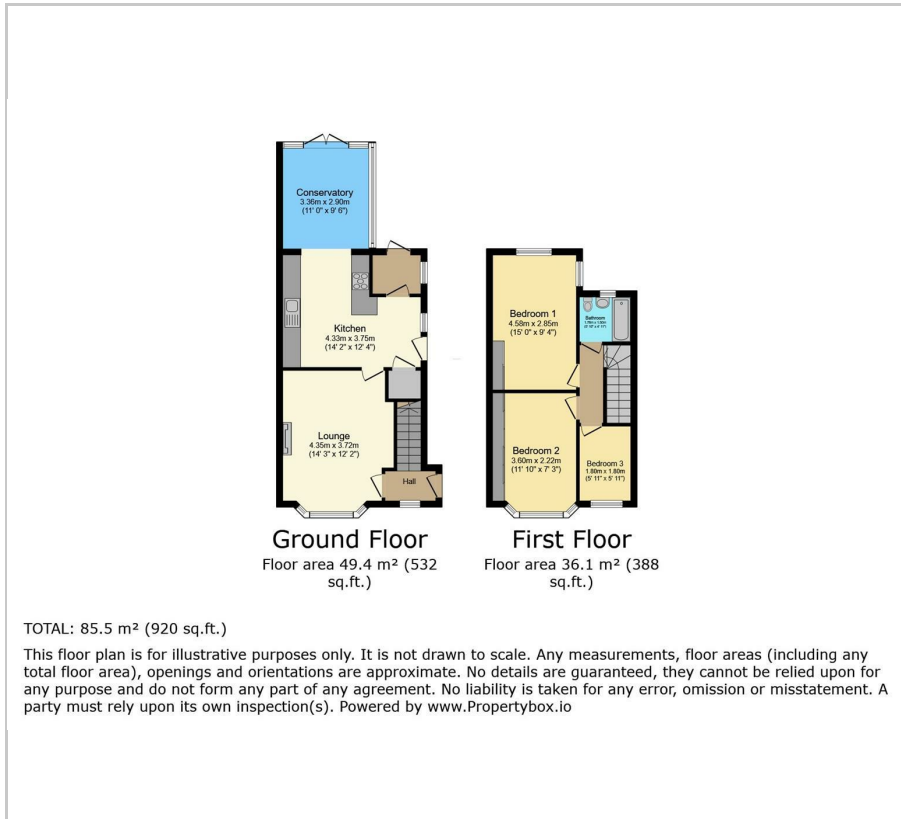 Conservatory
3.36m x 2.90m
(11' 0" x 9' 6")
Kitchen
4.33m x 3.75m
(14' 2" x 12' 4")
Lounge
4.35m x 3.72m
(14' 3" x 12' 2")
Hall
Ground Floor
Floor area 49.4 m² (532
sq.ft.)
Bedroom 1
4.58m x 2.85m
(15' 0" x 9' 4")
Bathroom
Bedroom 2
3.60m x 2.22m
(11' 10" x 7' 3")
Bedroom 3
1.80m x 1.80m
(5' 11" x 5' 11")
First Floor
Floor area 36.1 m² (388
sq.ft.)
TOTAL: 85.5 m² (920 sq.ft.)
This floor plan is for illustrative purposes only. It is not drawn to scale. Any measurements, floor areas (including any
total floor area), openings and orientations are approximate. No details are guaranteed, they cannot be relied upon for
any purpose and do not form any part of any agreement. No liability is taken for any error, omission or misstatement. A
party must rely upon its own inspection(s). Powered by www.Propertybox.io